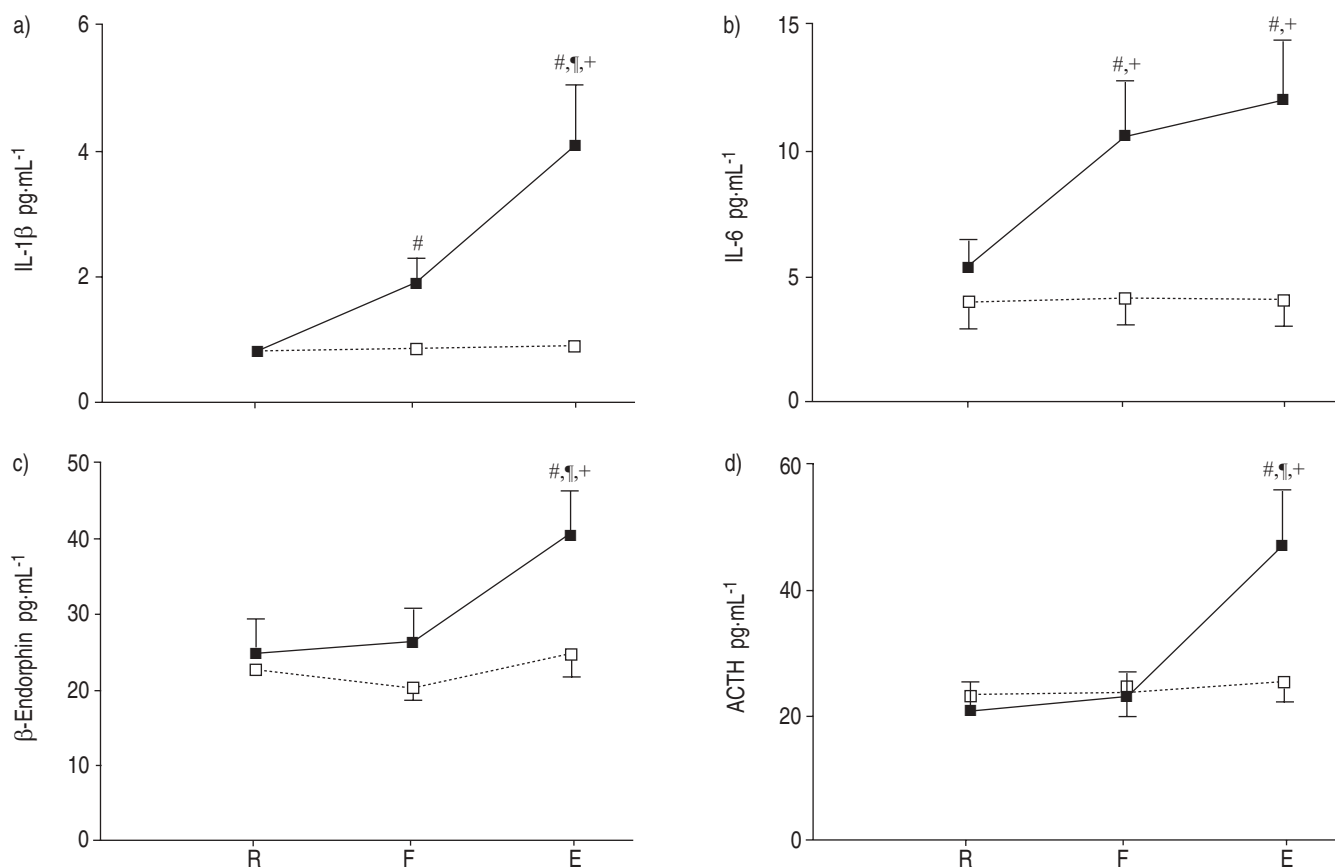 a)
6
4
2
0
IL-1β pg·mL⁻¹
#
#,¶,+
b)
15
10
5
0
IL-6 pg·mL⁻¹
#,+
#,+
c)
50
40
30
20
10
0
β-Endorphin pg·mL⁻¹
#,¶,+
R F E
d)
60
40
20
0
ACTH pg·mL⁻¹
#,¶,+
R F E